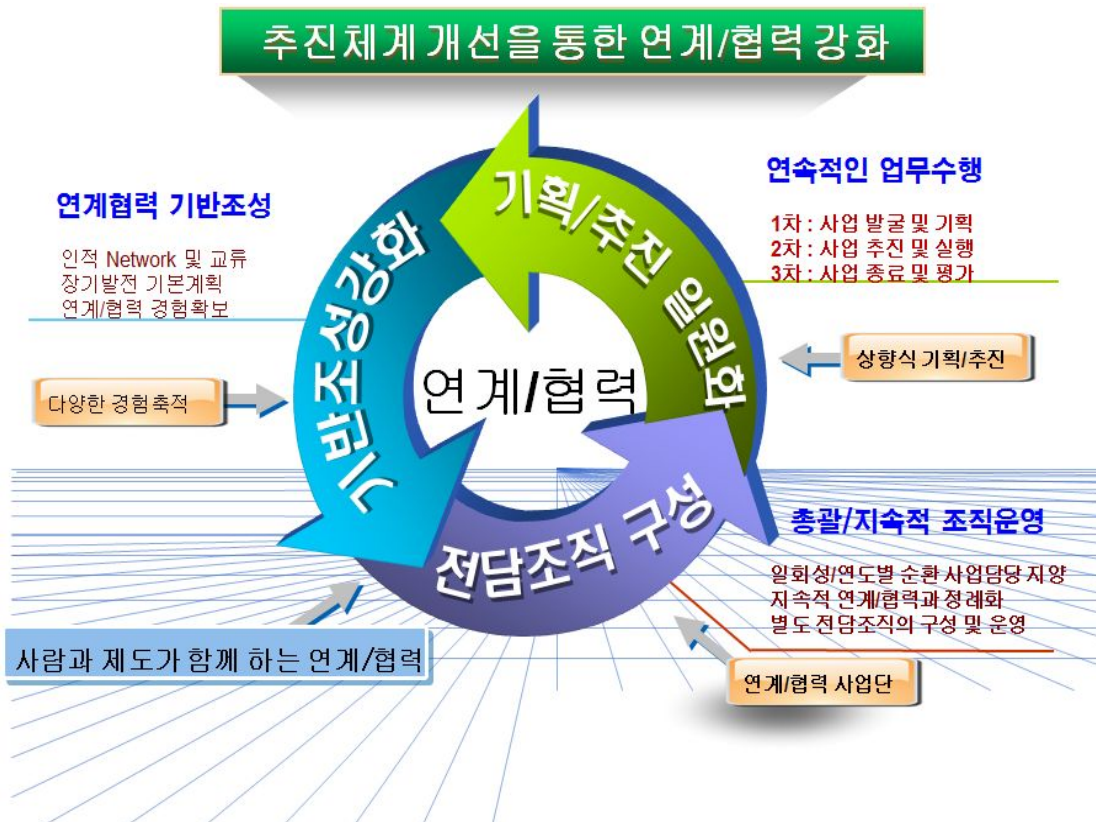 추진체계 개선을 통한 연계/협력 강화
연계협력 기반조성
인적 Network 및 교류
장기발전 기본계획
연계/협력 경험확보
다양한 경험축적
기반조성강화
기획/추진 일원화
연계/협력
전담조직 구성
연속적인 업무수행
1차 : 사업 발굴 및 기획
2차 : 사업 추진 및 실행
3차 : 사업 종료 및 평가
상향식 기획/추진
총괄/지속적 조직운영
일회성/연도별 순환 사업담당 지양
지속적 연계/협력과 정례화
별도 전담조직의 구성 및 운영
연계/협력 사업단
사람과 제도가 함께 하는 연계/협력